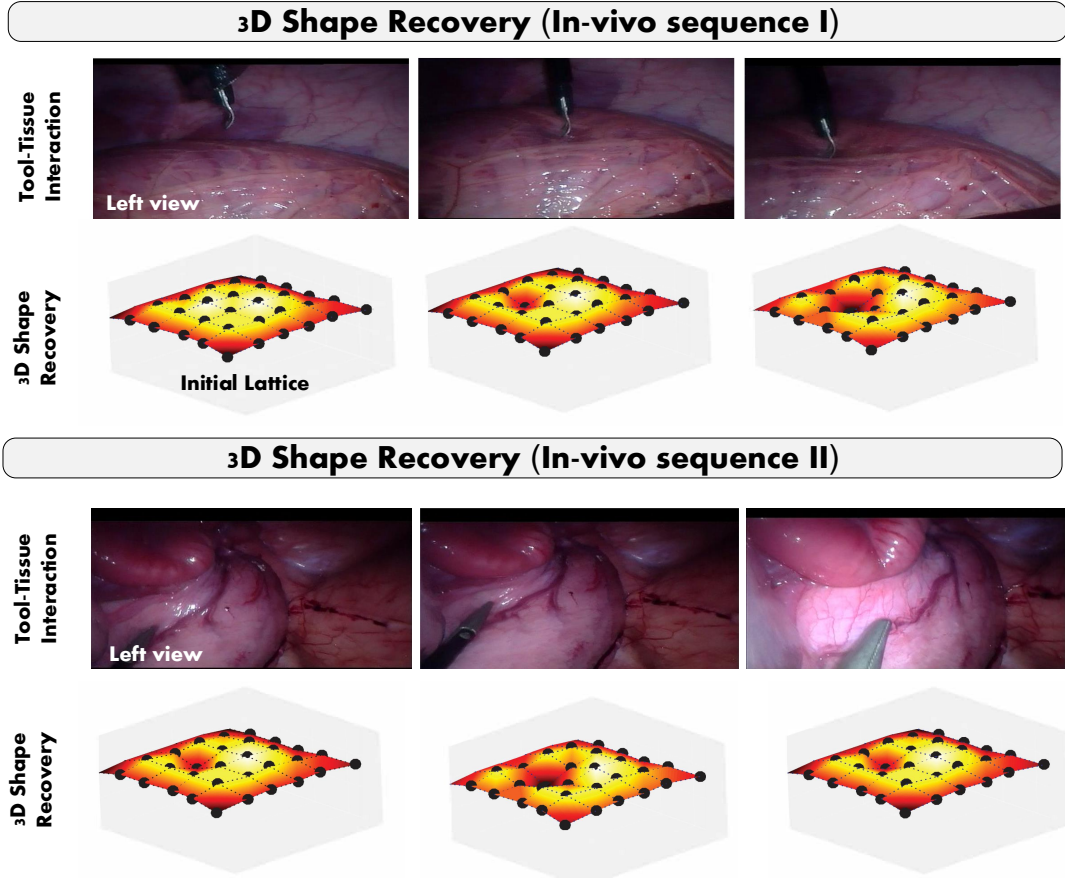 3D Shape Recovery (In-vivo sequence I)
Tool-Tissue
Interaction
Left view
3D Shape
Recovery
Initial Lattice
3D Shape Recovery (In-vivo sequence II)
Tool-Tissue
Interaction
Left view
3D Shape
Recovery